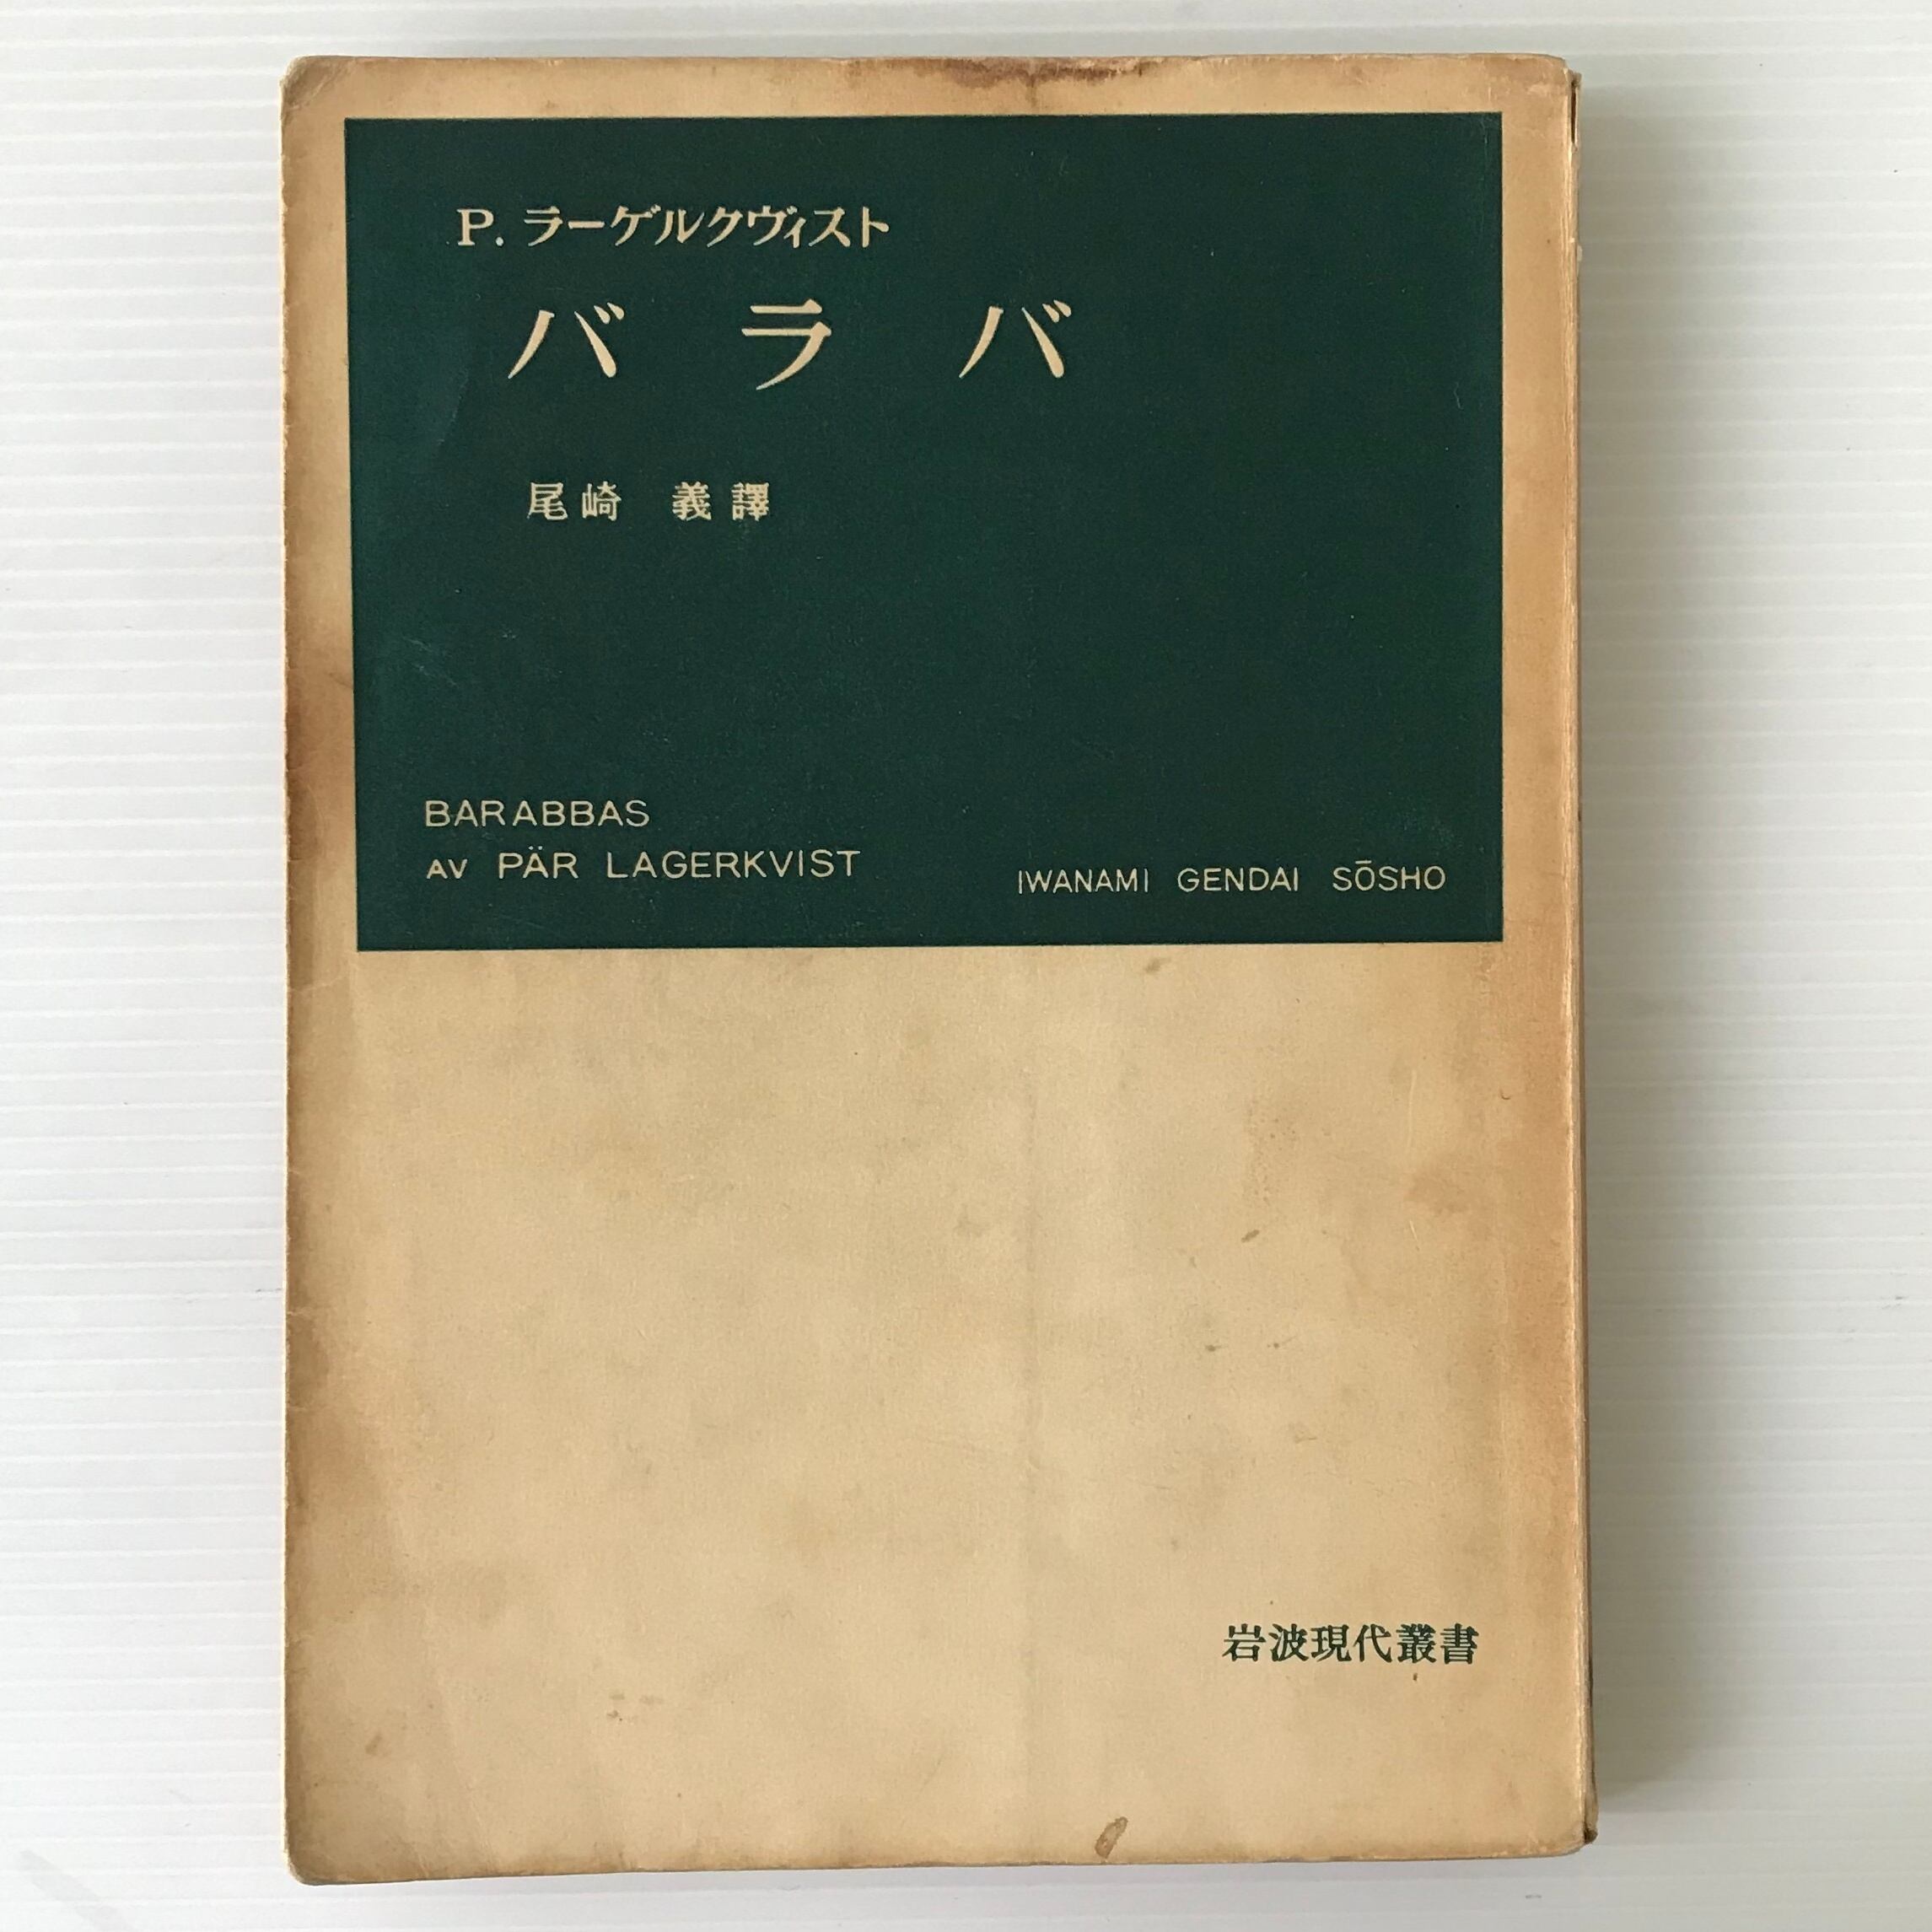 P. ラーゲルクヴィスト
バラバ
尾崎 義譯
BARABBAS
AV PÄR LAGERKVIST
IWANAMI GENDAI SŌSHO
岩波現代叢書